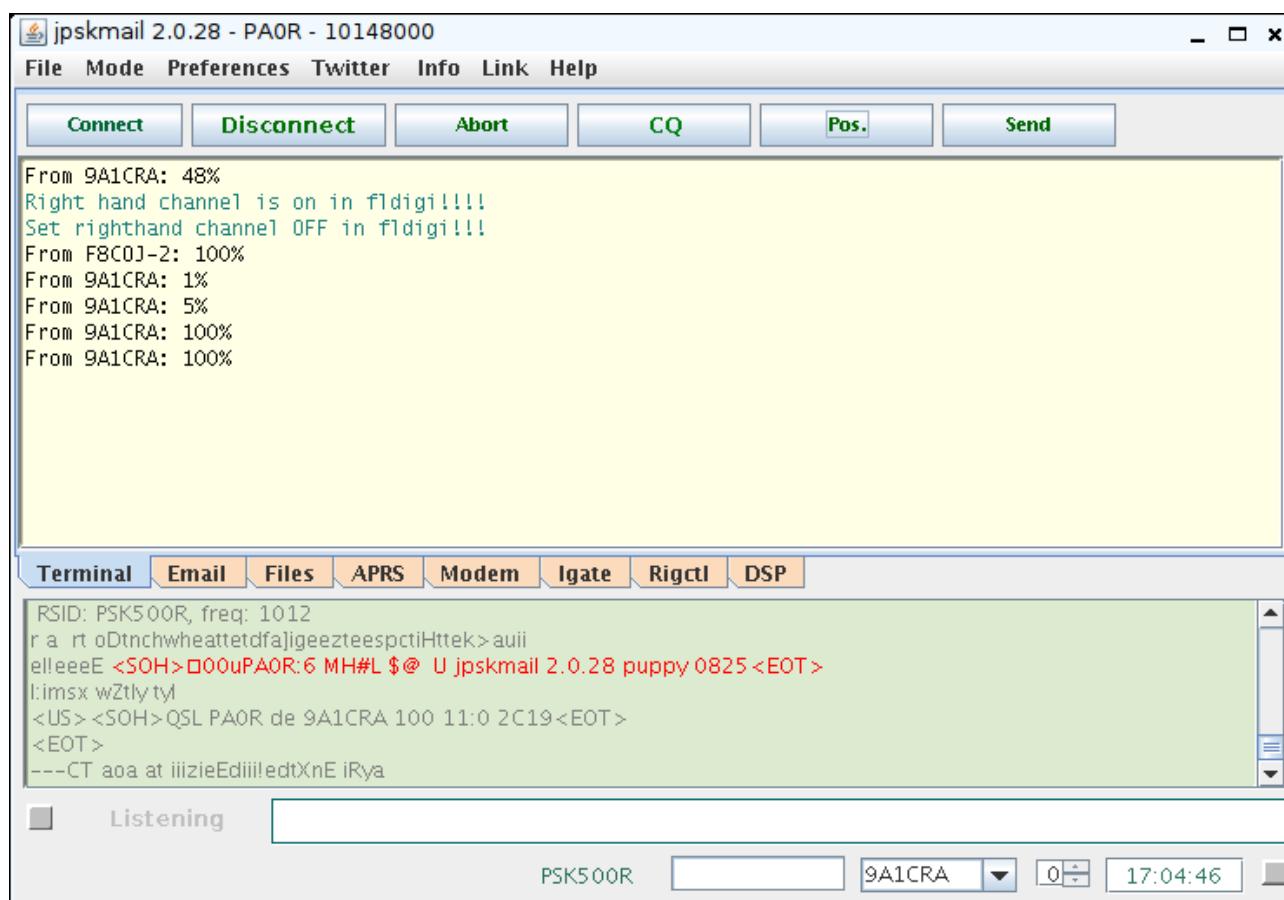 jpskmail 2.0.28 - PA0R - 10148000
File Mode Preferences Twitter Info Link Help
Connect Disconnect Abort CQ Pos. Send
From 9A1CRA: 48%
Right hand channel is on in fldigi!!!!
Set righthand channel OFF in fldigi!!!
From F8COJ-2: 100%
From 9A1CRA: 1%
From 9A1CRA: 5%
From 9A1CRA: 100%
From 9A1CRA: 100%
Terminal Email Files APRS Modem Igate Rigctl DSP
RSID: PSK500R, freq: 1012
r a rt oDtnchwheattetdfa]igeezteespctiHttek>auii
el!eeeE <SOH>□00uPA0R:6 MH#L $@ U jpskmail 2.0.28 puppy 0825<EOT>
l:imsx wZtly tyl
<US><SOH>QSL PA0R de 9A1CRA 100 11:0 2C19<EOT>
<EOT>
---CT aoa at iiizieEdiii!edtXnE iRya
Listening
PSK500R 9A1CRA 0 17:04:46